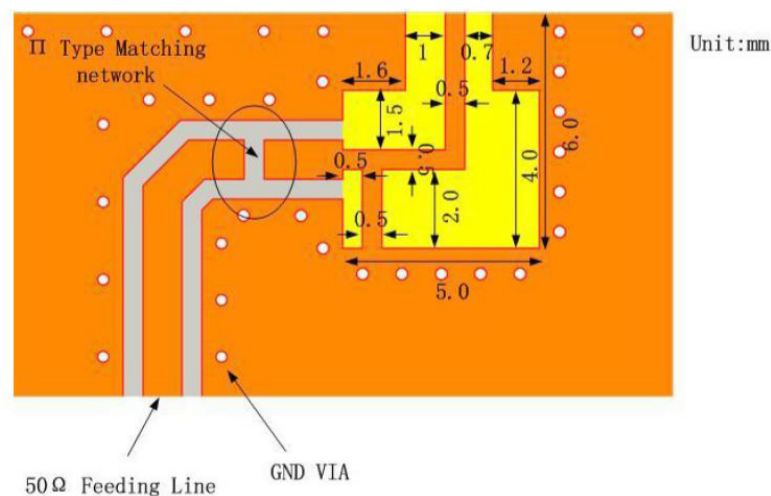 Π Type Matching
network
Unit:mm
1
0.7
1.6
1.2
0.5
1.5
6.0
4.0
0.5
0.5
2.0
0.5
5.0
50Ω Feeding Line
GND VIA